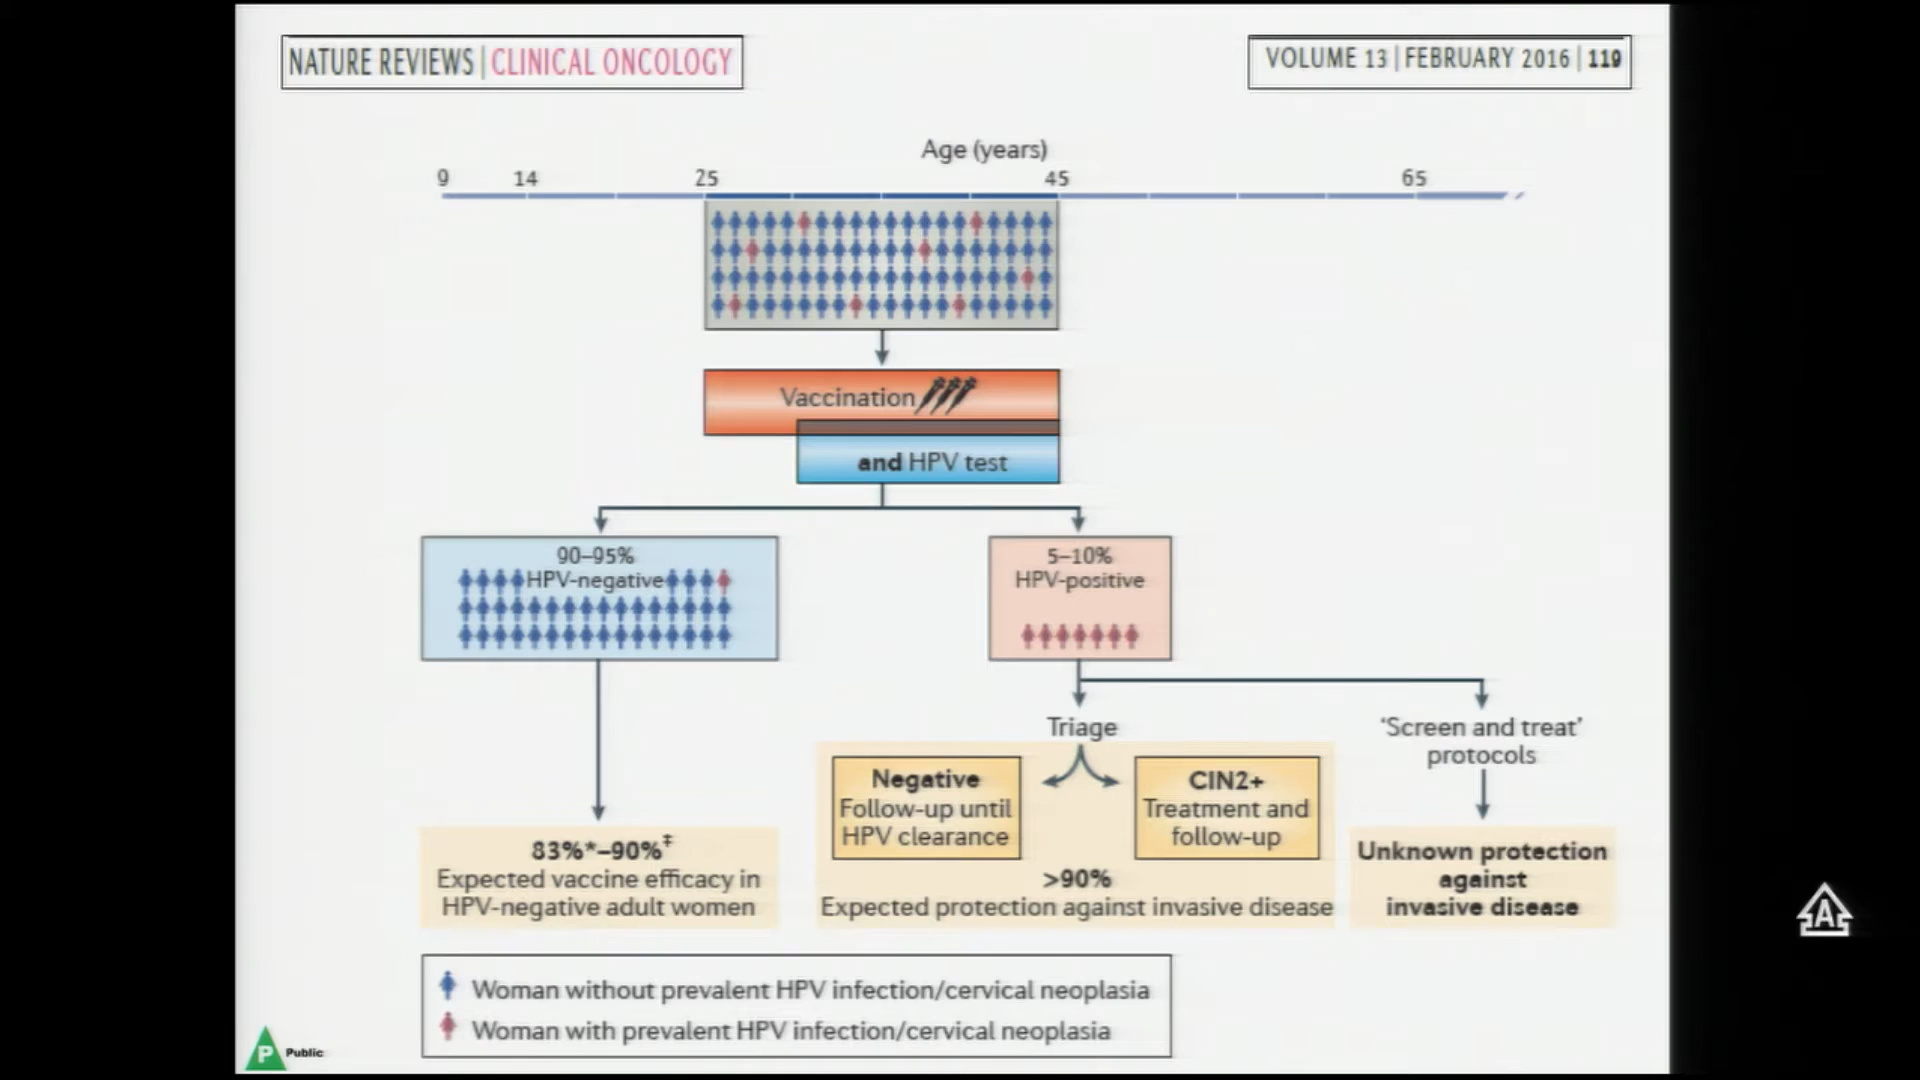 NATURE REVIEWS | CLINICAL ONCOLOGY
VOLUME 13 | FEBRUARY 2016 | 119
Age (years)
9 14 25 45 65
Vaccination
and HPV test
90–95%
HPV-negative
5–10%
HPV-positive
Triage
'Screen and treat'
protocols
Negative
Follow-up until
HPV clearance
CIN2+
Treatment and
follow-up
83%*–90%‡
Expected vaccine efficacy in
HPV-negative adult women
>90%
Expected protection against invasive disease
Unknown protection
against
invasive disease
A
Woman without prevalent HPV infection/cervical neoplasia
Woman with prevalent HPV infection/cervical neoplasia
P Public